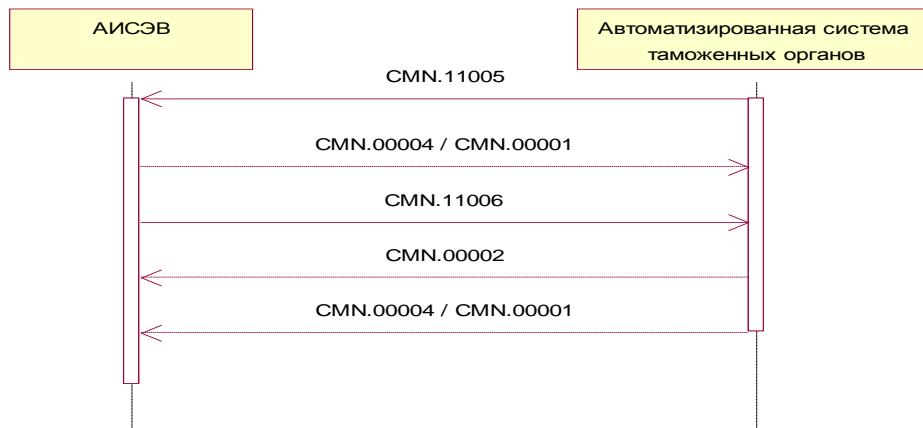 АИСЭВ
Автоматизированная система
таможенных органов
CMN.11005
CMN.00004 / CMN.00001
CMN.11006
CMN.00002
CMN.00004 / CMN.00001